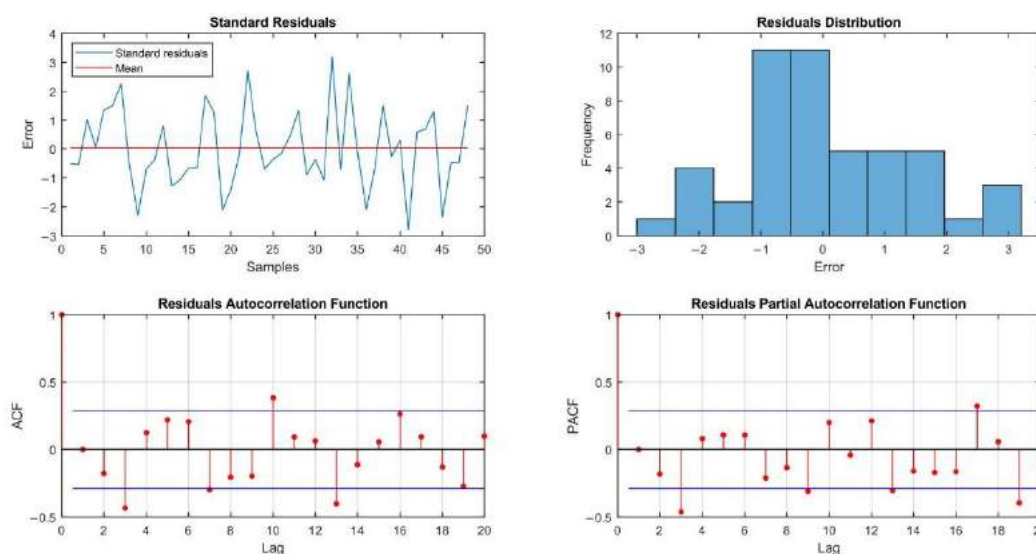 Standard Residuals
4
3
2
1
0
−1
−2
−3
Error
Standard residuals
Mean
0 5 10 15 20 25 30 35 40 45 50
Samples
Residuals Distribution
12
10
8
6
4
2
0
Frequency
−3 −2 −1 0 1 2 3
Error
Residuals Autocorrelation Function
1
0.5
0
−0.5
ACF
0 2 4 6 8 10 12 14 16 18 20
Lag
Residuals Partial Autocorrelation Function
1
0.5
0
−0.5
PACF
0 2 4 6 8 10 12 14 16 18
Lag